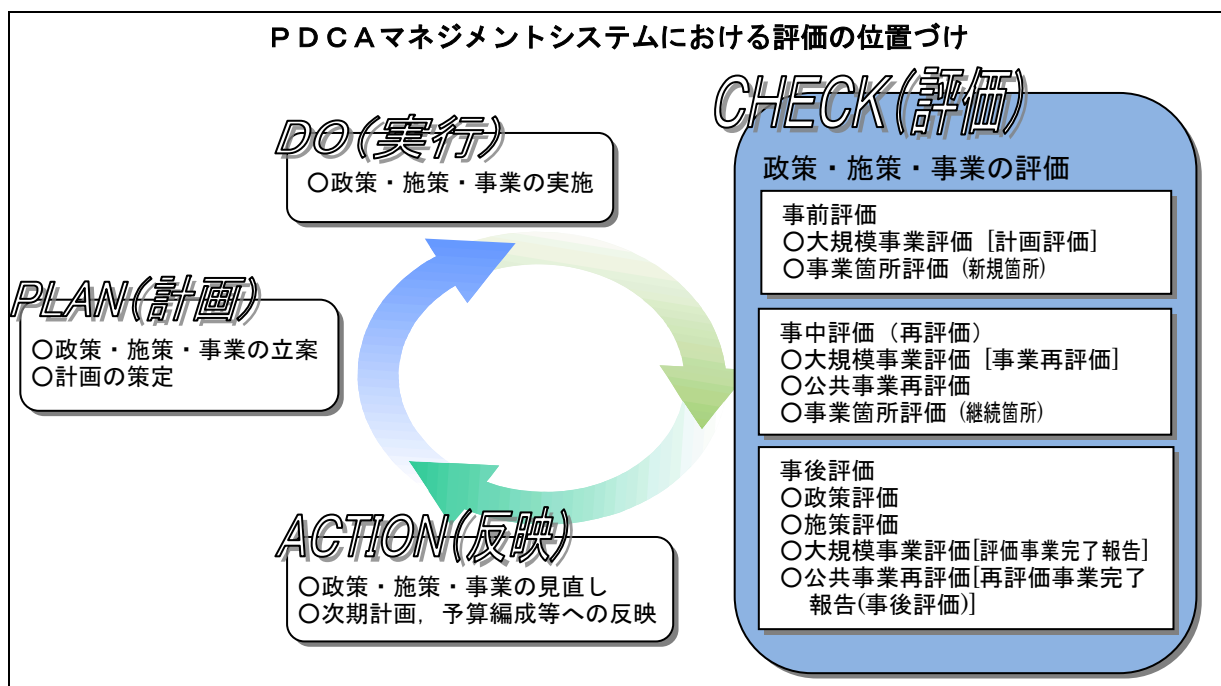 ＰＤＣＡマネジメントシステムにおける評価の位置づけ
PLAN(計画)
○政策・施策・事業の立案
○計画の策定
DO(実行)
○政策・施策・事業の実施
CHECK(評価)
政策・施策・事業の評価
事前評価
○大規模事業評価 [計画評価]
○事業箇所評価 (新規箇所)
事中評価（再評価）
○大規模事業評価 [事業再評価]
○公共事業再評価
○事業箇所評価 (継続箇所)
事後評価
○政策評価
○施策評価
○大規模事業評価[評価事業完了報告]
○公共事業再評価[再評価事業完了
報告(事後評価)]
ACTION(反映)
○政策・施策・事業の見直し
○次期計画，予算編成等への反映